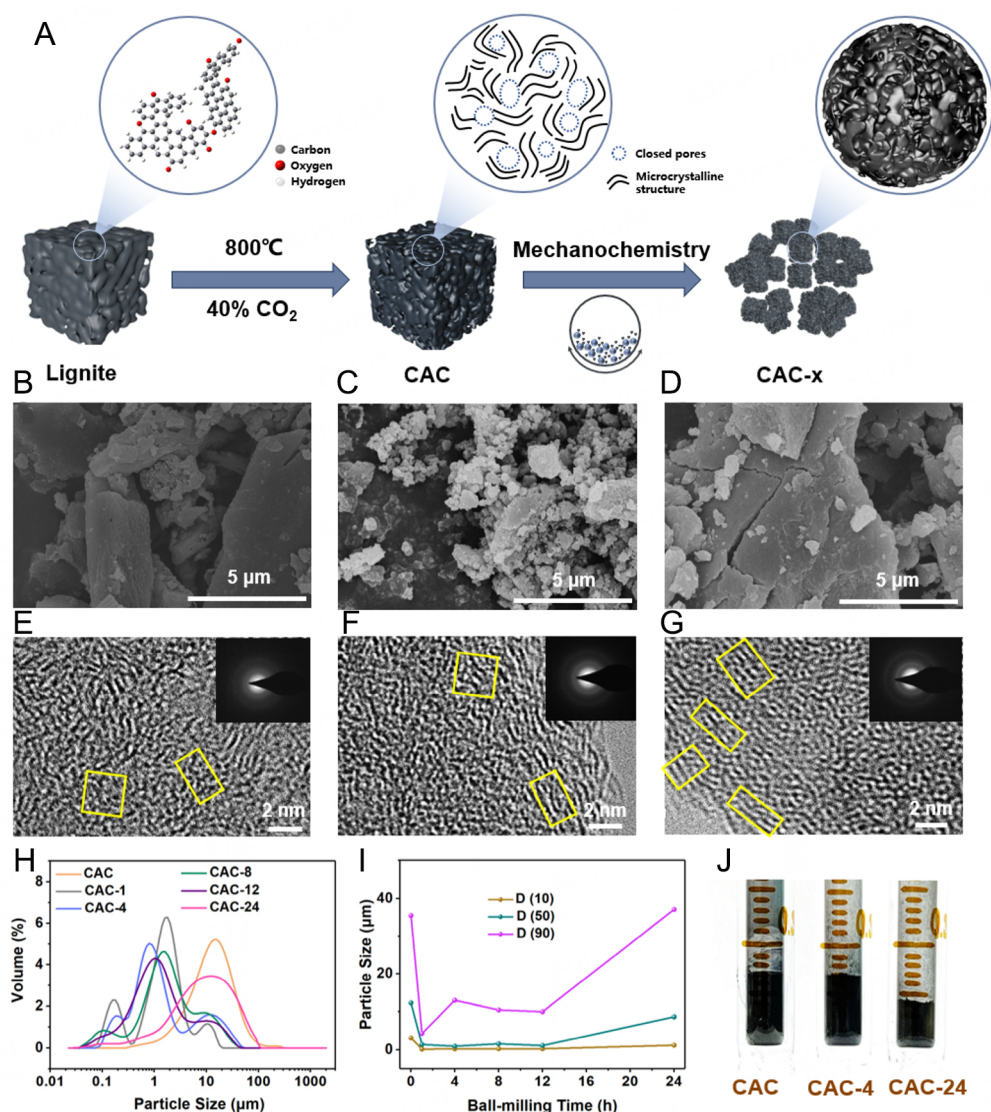 A
Carbon
Oxygen
Hydrogen
Closed pores
Microcrystalline
structure
800℃
40% CO₂
Mechanochemistry
Lignite
CAC
CAC-x
B
5 μm
C
5 μm
D
5 μm
E
2 nm
F
2 nm
G
2 nm
H
CAC
CAC-1
CAC-4
CAC-8
CAC-12
CAC-24
Volume (%)
8
6
4
2
0
0.01
0.1
1
10
100
1000
Particle Size (μm)
I
D (10)
D (50)
D (90)
Particle Size (μm)
40
20
0
0
4
8
12
16
20
24
Ball-milling Time (h)
J
CAC
CAC-4
CAC-24